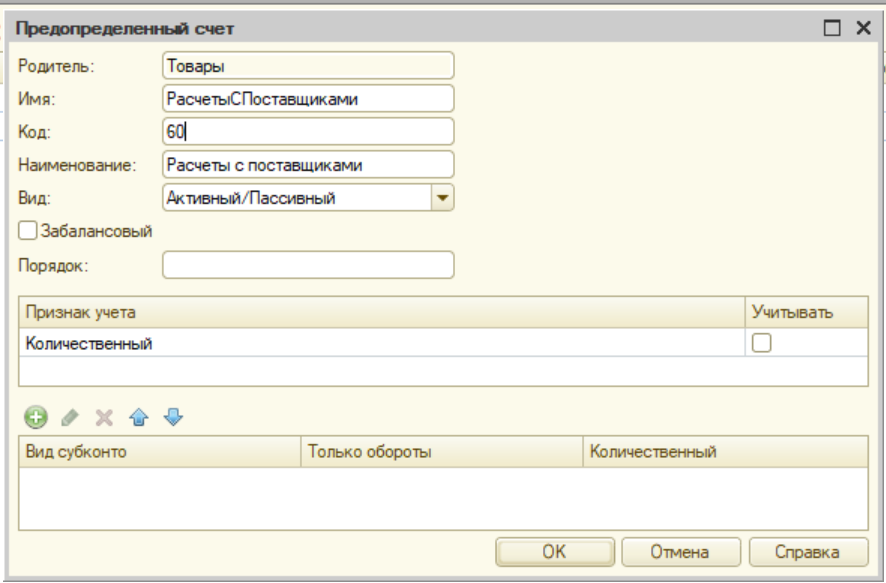 Предопределенный счет
Родитель: Товары
Имя: РасчетыСПоставщиками
Код: 60
Наименование: Расчеты с поставщиками
Вид: Активный/Пассивный
Забалансовый
Порядок:
Признак учета Учитывать
Количественный
Вид субконто Только обороты Количественный
OK Отмена Справка